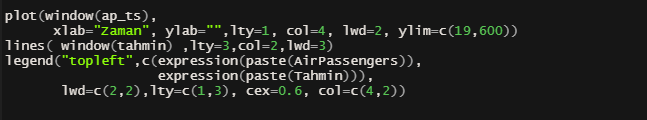 plot(window(ap_ts),
     xlab="Zaman", ylab="",lty=1, col=4, lwd=2, ylim=c(19,600))
lines( window(tahmin) ,lty=3,col=2,lwd=3)
legend("topleft",c(expression(paste(AirPassengers)),
                   expression(paste(Tahmin))),
       lwd=c(2,2),lty=c(1,3), cex=0.6, col=c(4,2))